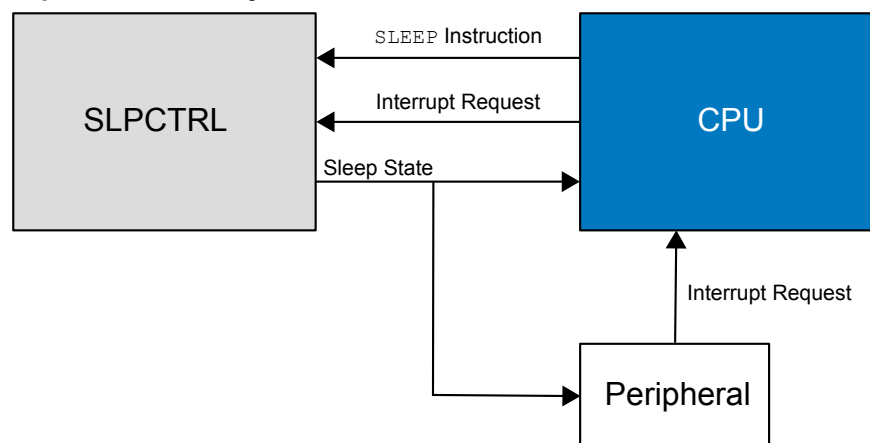 SLEEP Instruction
Interrupt Request
SLPCTRL
CPU
Sleep State
Interrupt Request
Peripheral